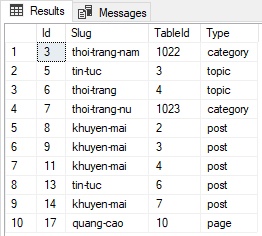 Results Messages
Id Slug TableId Type
1 3 thoi-trang-nam 1022 category
2 5 tin-tuc 3 topic
3 6 thoi-trang 4 topic
4 7 thoi-trang-nu 1023 category
5 8 khuyen-mai 2 post
6 9 khuyen-mai 3 post
7 11 khuyen-mai 4 post
8 13 tin-tuc 6 post
9 14 khuyen-mai 7 post
10 17 quang-cao 10 page